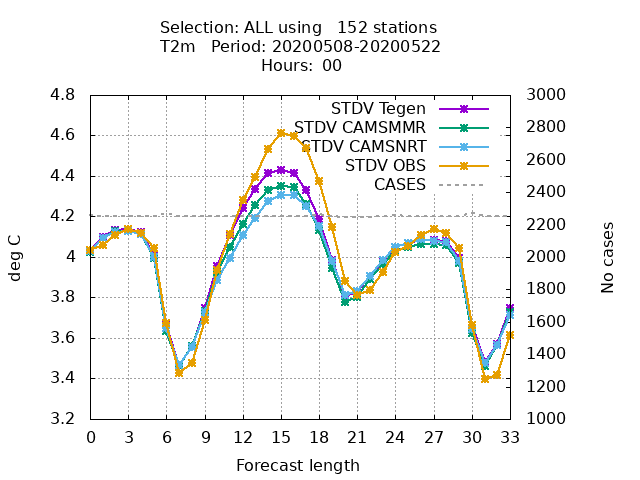 Selection: ALL using   152 stations
T2m   Period: 20200508-20200522
Hours: 00
STDV Tegen
STDV CAMSMMR
STDV CAMSNRT
STDV OBS
CASES
4.8
4.6
4.4
4.2
4
3.8
3.6
3.4
3.2
deg C
3000
2800
2600
2400
2200
2000
1800
1600
1400
1200
1000
No cases
0 3 6 9 12 15 18 21 24 27 30 33
Forecast length